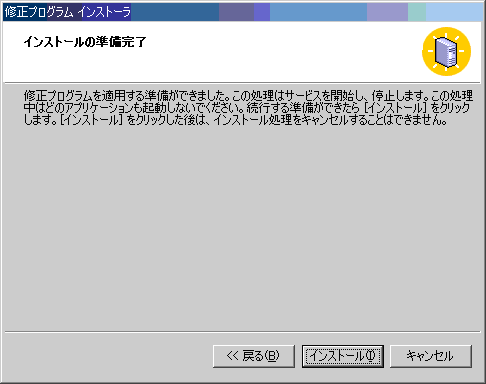 修正プログラム インストーラ
インストールの準備完了
修正プログラムを適用する準備ができました。この処理はサービスを開始し、停止します。この処理
中はどのアプリケーションも起動しないでください。続行する準備ができたら [インストール] をクリック
します。[インストール] をクリックした後は、インストール処理をキャンセルすることはできません。
<< 戻る(B)
インストール(I)
キャンセル